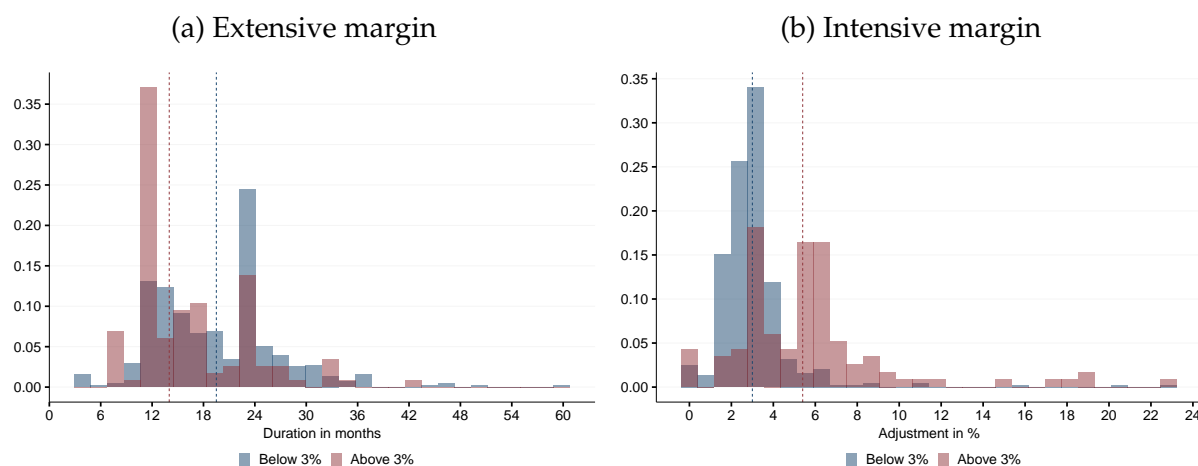 (a) Extensive margin
0.35
0.30
0.25
0.20
0.15
0.10
0.05
0.00
0 6 12 18 24 30 36 42 48 54 60
Duration in months
Below 3% Above 3%
(b) Intensive margin
0.35
0.30
0.25
0.20
0.15
0.10
0.05
0.00
0 2 4 6 8 10 12 14 16 18 20 22 24
Adjustment in %
Below 3% Above 3%